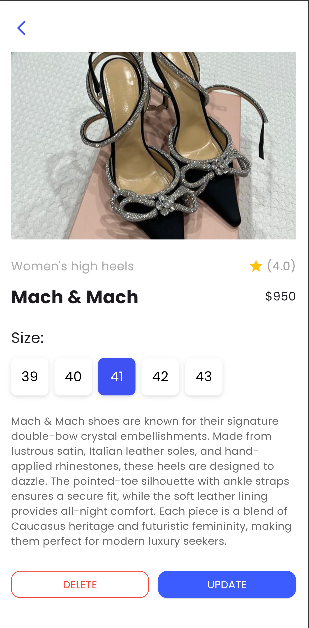 Women's high heels
(4.0)
Mach & Mach
$950
Size:
39 40 41 42 43
Mach & Mach shoes are known for their signature
double-bow crystal embellishments. Made from
lustrous satin, Italian leather soles, and hand-
applied rhinestones, these heels are designed to
dazzle. The pointed-toe silhouette with ankle straps
ensures a secure fit, while the soft leather lining
provides all-night comfort. Each piece is a blend of
Caucasus heritage and futuristic femininity, making
them perfect for modern luxury seekers.
DELETE
UPDATE